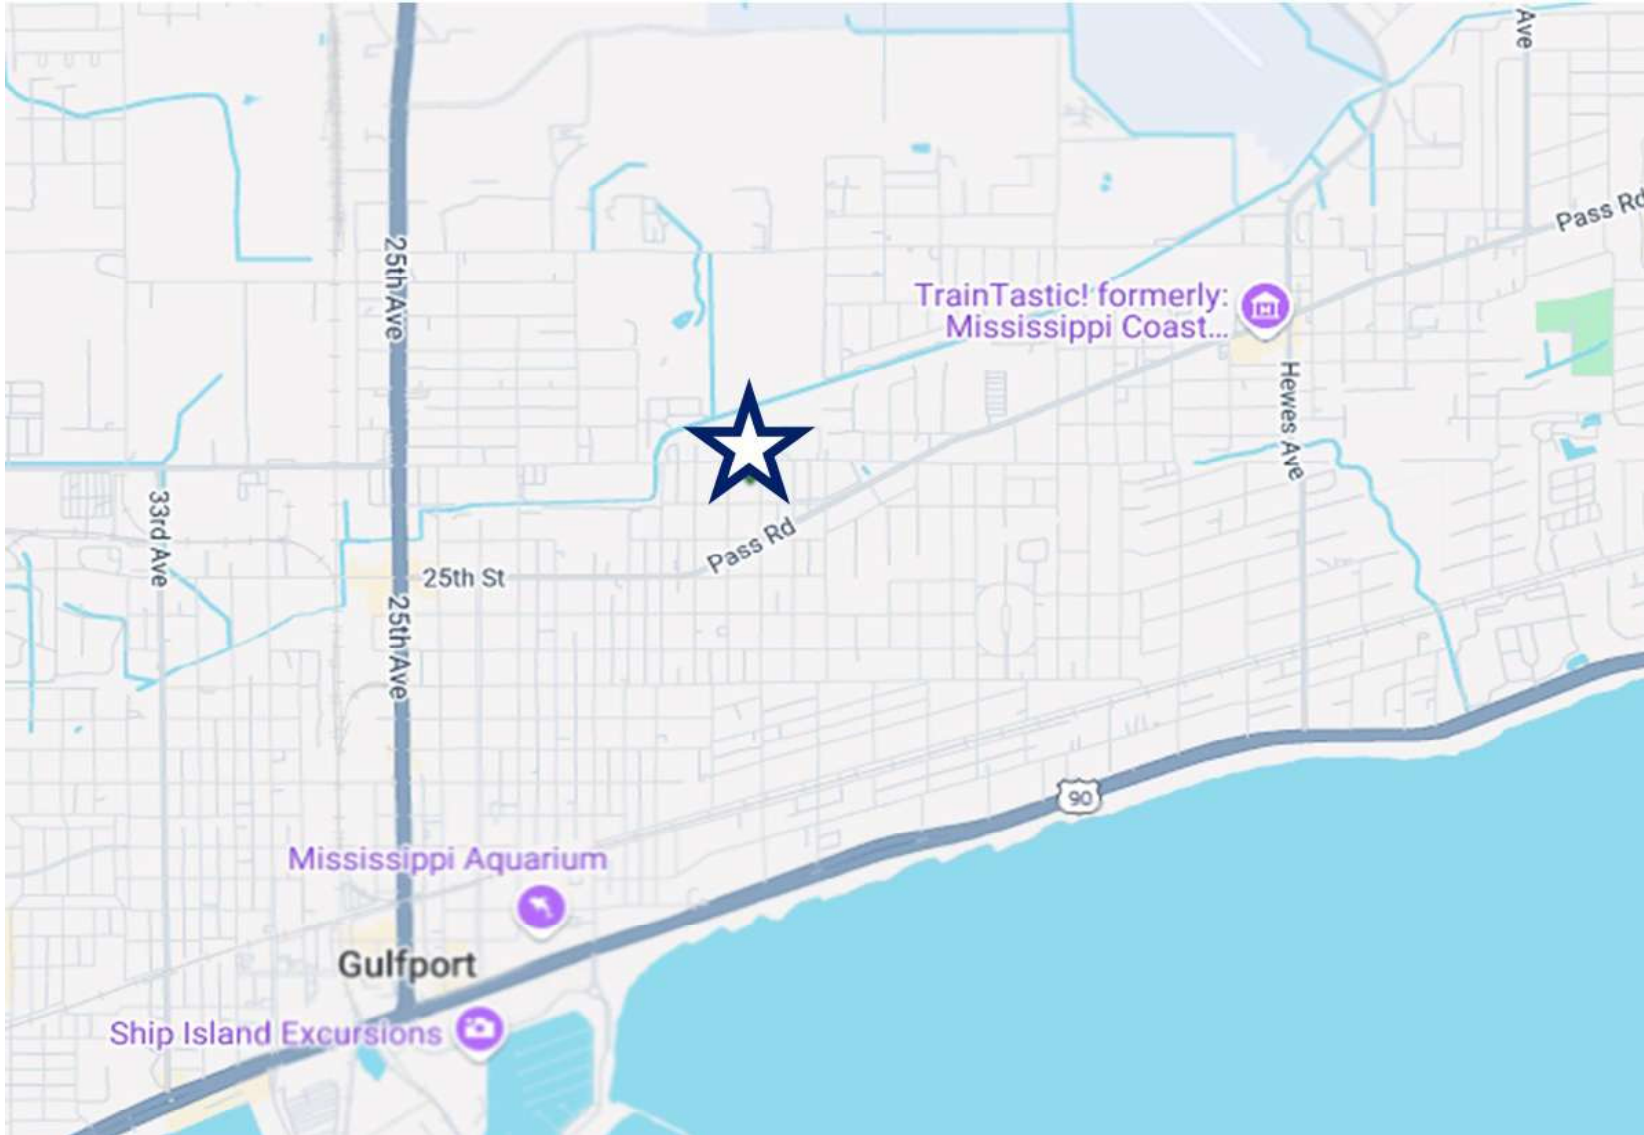 Ave
Pass Rd
25th Ave
TrainTastic! formerly:
Mississippi Coast...
Hewes Ave
33rd Ave
Pass Rd
25th St
25th Ave
90
Mississippi Aquarium
Gulfport
Ship Island Excursions